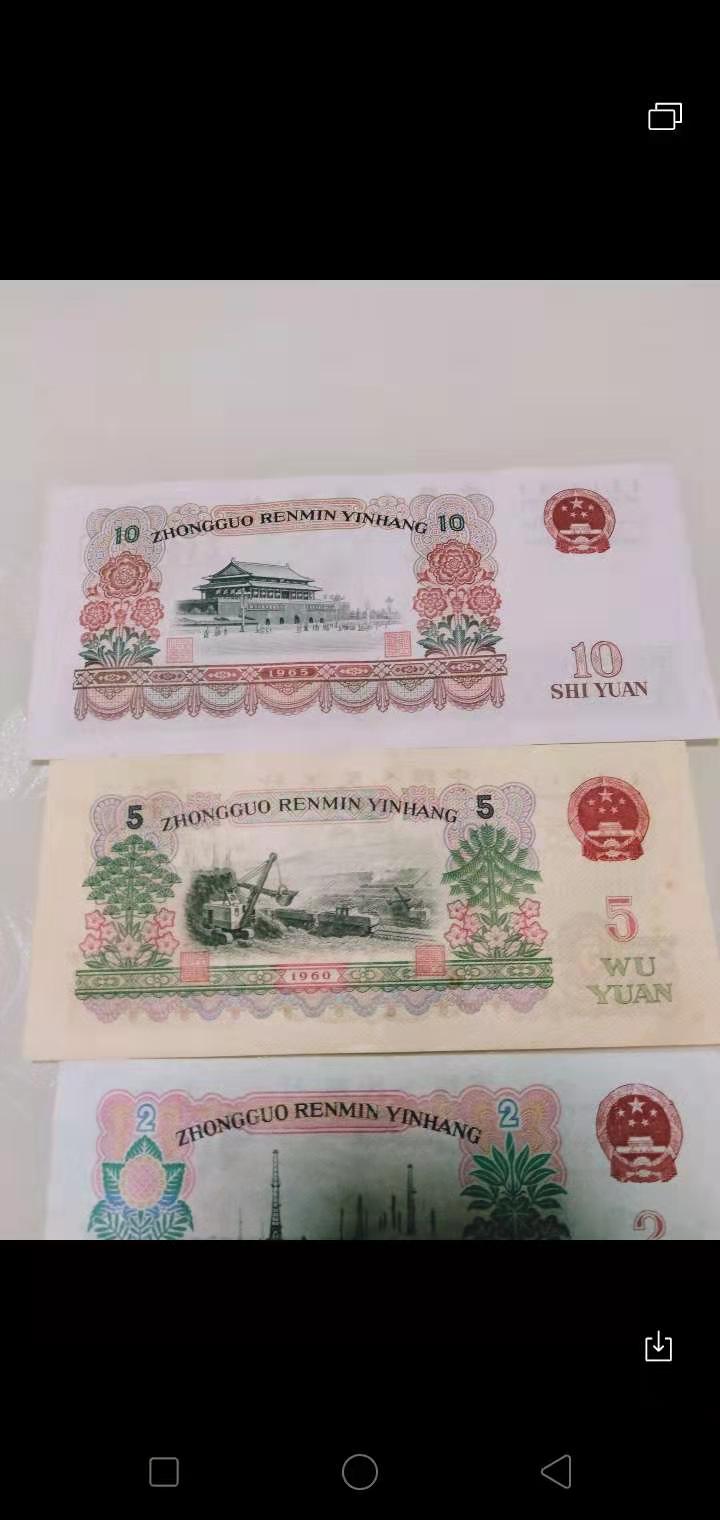 10 ZHONGGUO RENMIN YINHANG 10
1965
10
SHI YUAN
5 ZHONGGUO RENMIN YINHANG 5
1960
5
WU
YUAN
2 ZHONGGUO RENMIN YINHANG 2
2